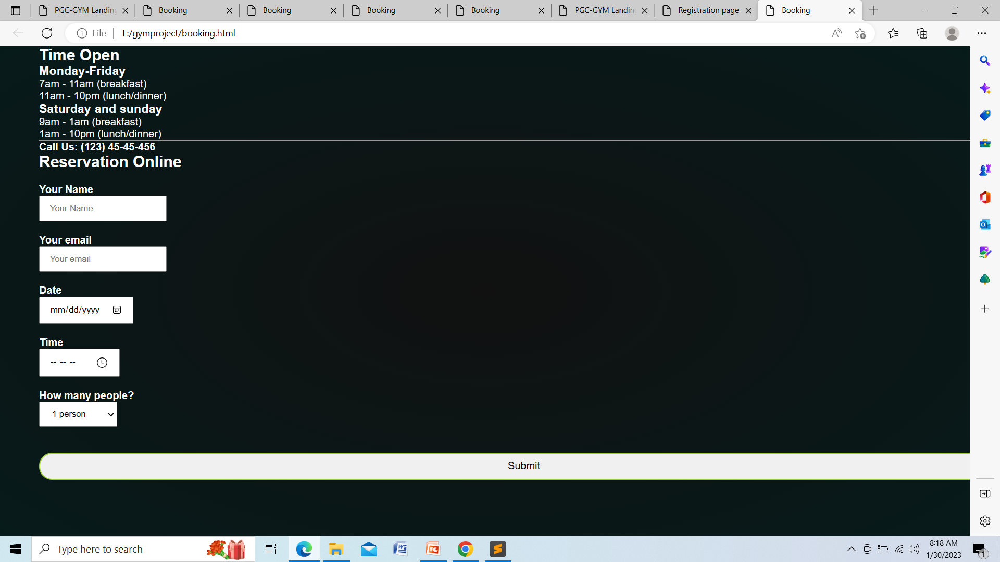 PGC-GYM Landin
Booking
Booking
Booking
Booking
PGC-GYM Landin
Registration page
Booking
File
F:/gymproject/booking.html
Time Open
Monday-Friday
7am - 11am (breakfast)
11am - 10pm (lunch/dinner)
Saturday and sunday
9am - 1am (breakfast)
1am - 10pm (lunch/dinner)
Call Us: (123) 45-45-456
Reservation Online
Your Name
Your Name
Your email
Your email
Date
mm/dd/yyyy
Time
--:-- --
How many people?
1 person
Submit
Type here to search
8:18 AM
1/30/2023
1